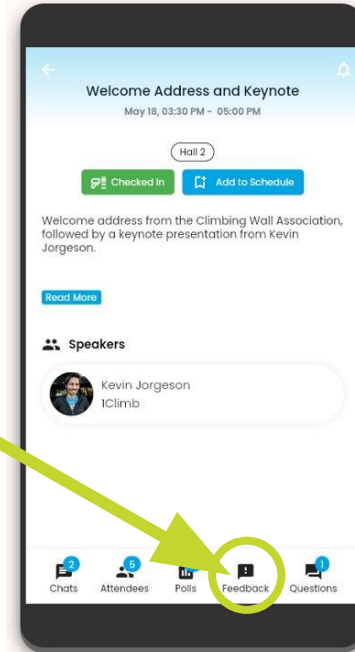 Welcome Address and Keynote
May 18, 03:30 PM - 05:00 PM
Hall 2
Checked In
Add to Schedule
Welcome address from the Climbing Wall Association,
followed by a keynote presentation from Kevin
Jorgeson.
Read More
Speakers
Kevin Jorgeson
1Climb
2
5
1
Chats
Attendees
Polls
Feedback
Questions